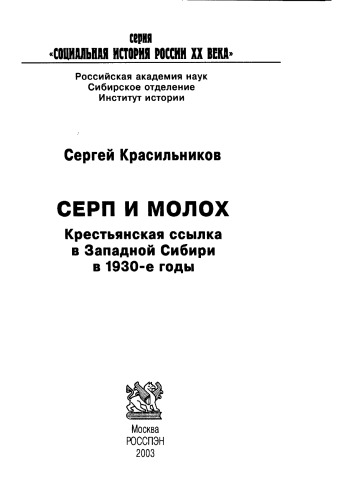 серия
«СОЦИАЛЬНАЯ ИСТОРИЯ РОССИИ XX ВЕКА»
Российская академия наук
Сибирское отделение
Институт истории
Сергей Красильников
СЕРП И МОЛОХ
Крестьянская ссылка
в Западной Сибири
в 1930-е годы
Москва
РОССПЭН
2003